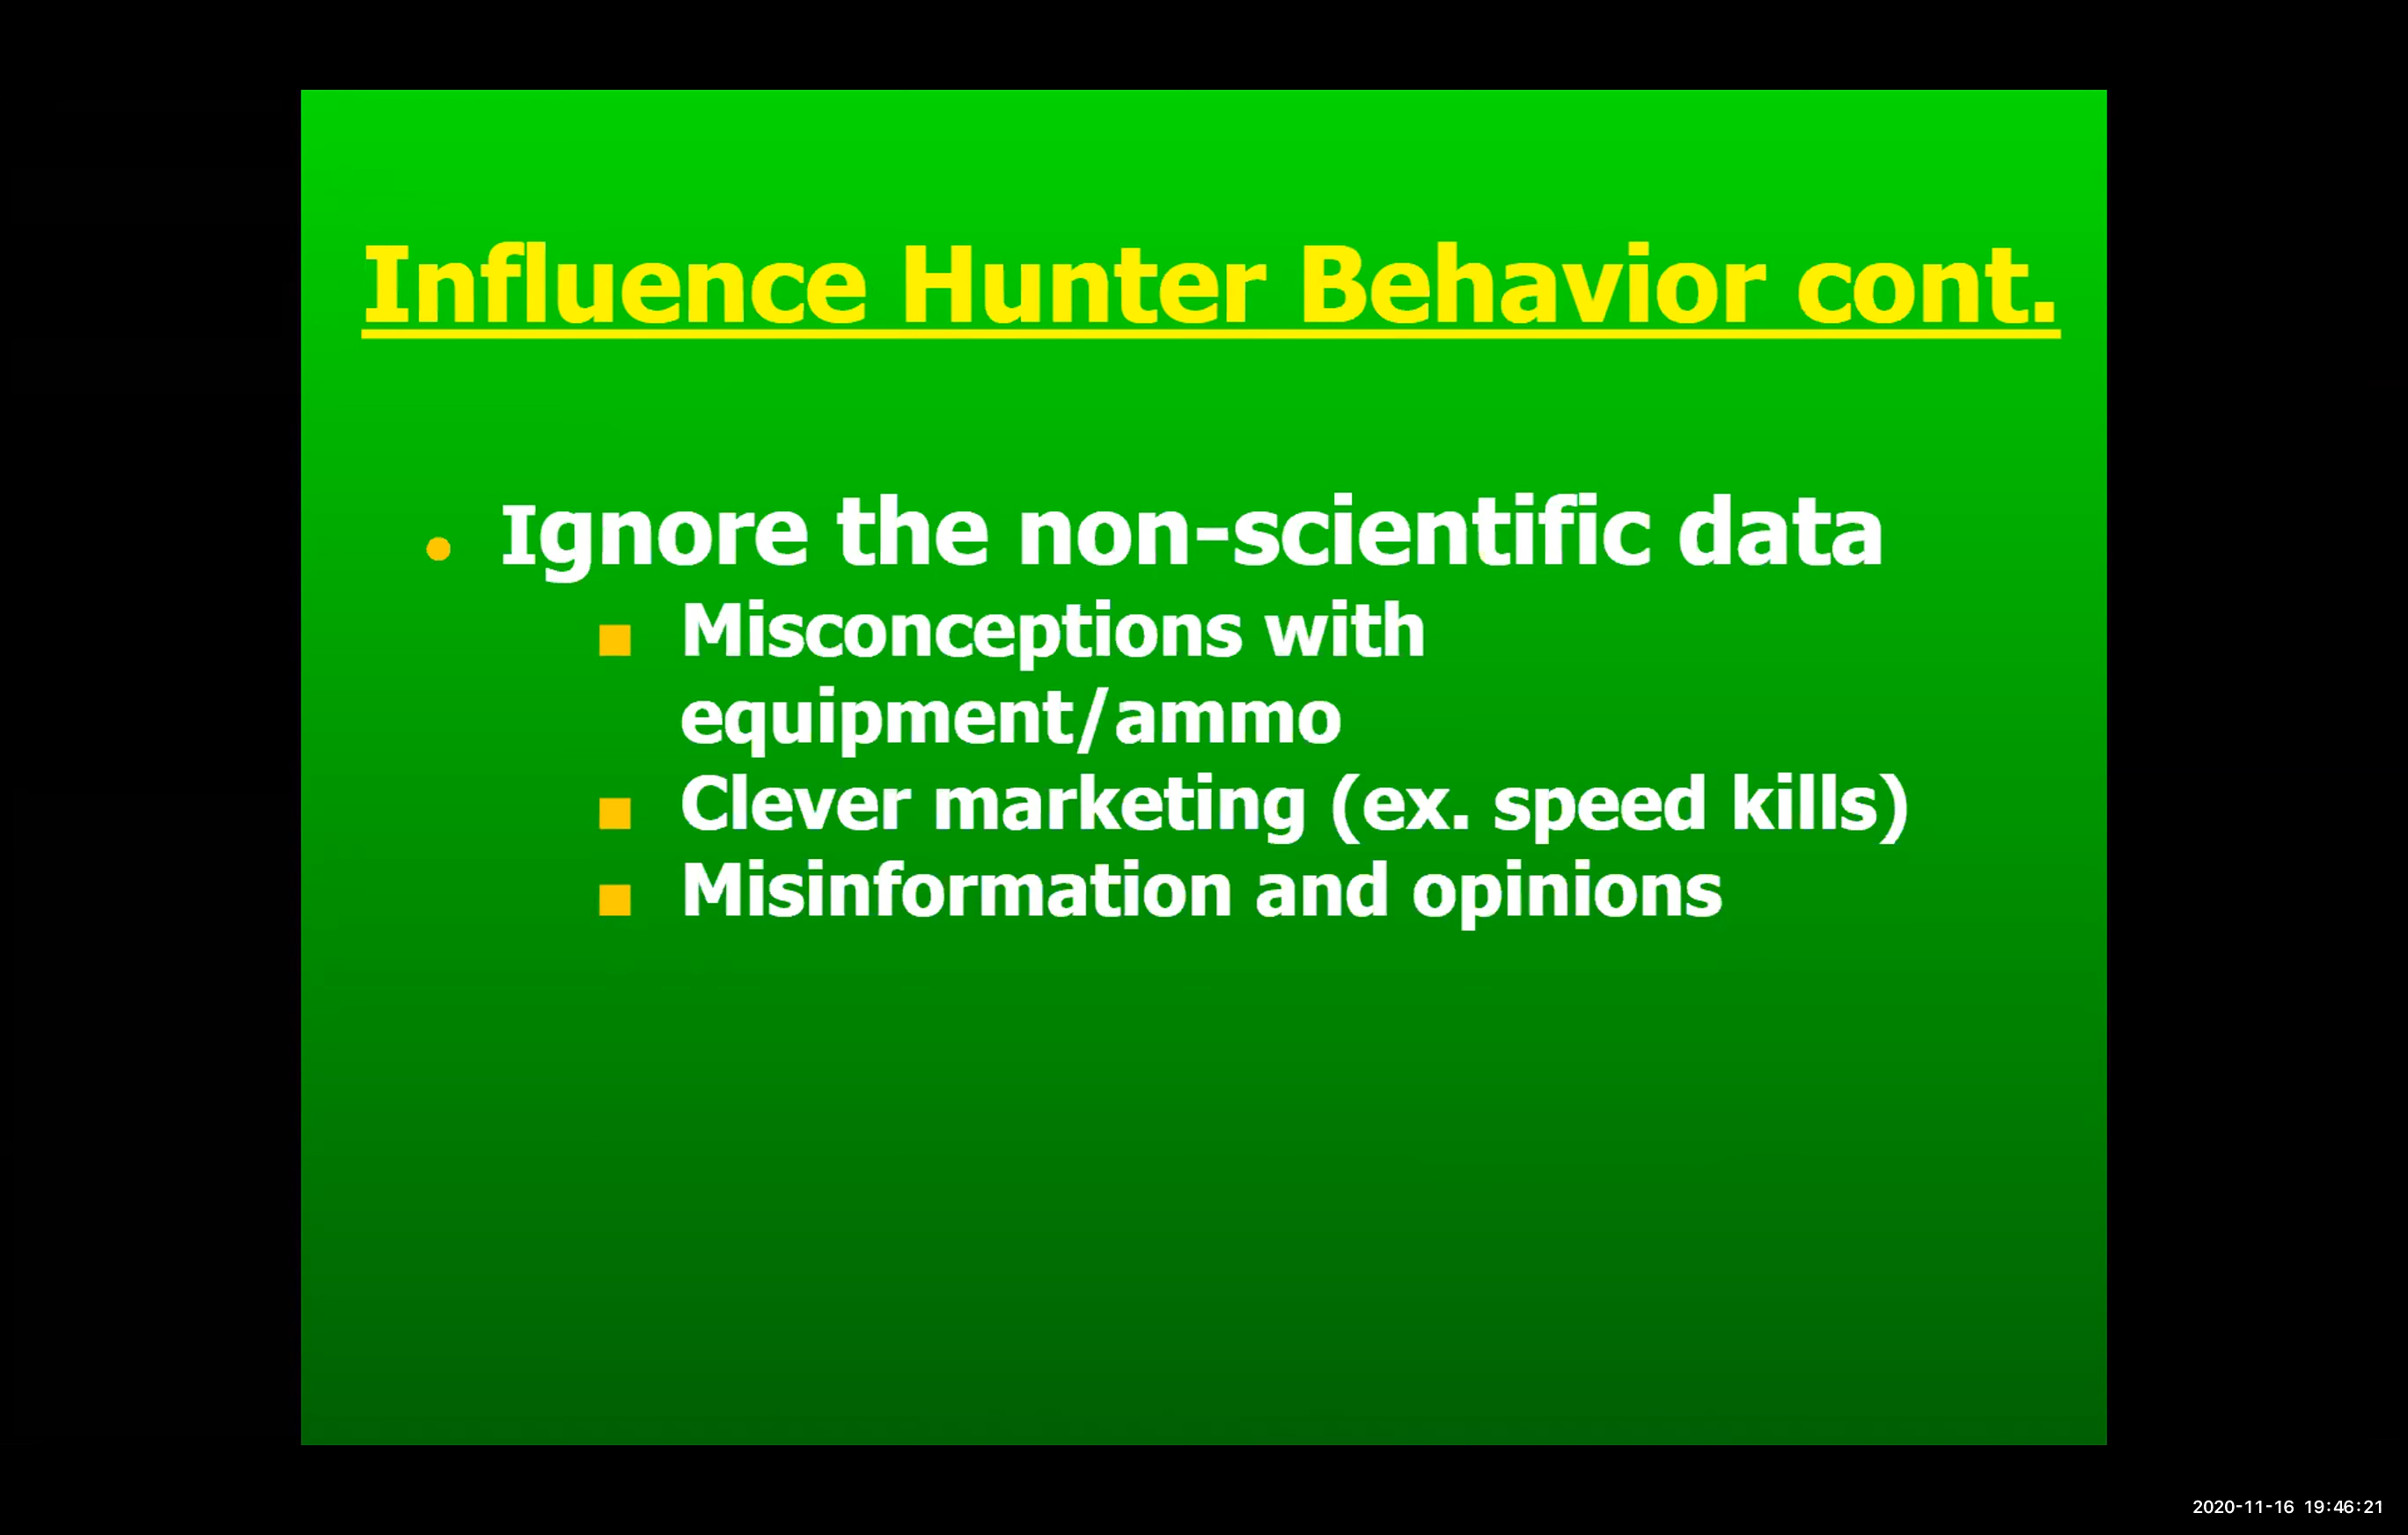 Influence Hunter Behavior cont.
Ignore the non-scientific data
Misconceptions with
equipment/ammo
Clever marketing (ex. speed kills)
Misinformation and opinions
2020-11-16 19:46:21